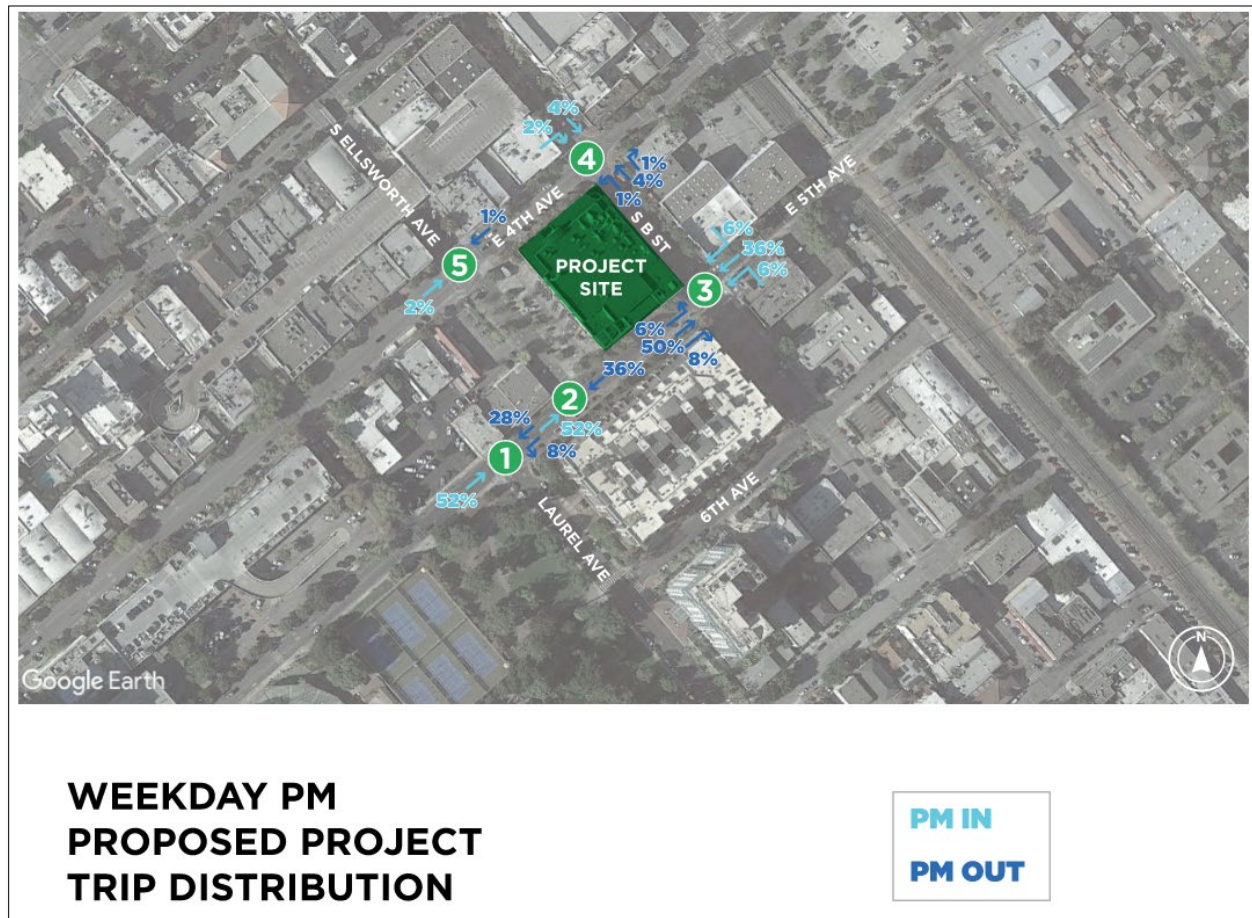 4%
2%
4
1%
4%
1%
S ELLSWORTH AVE
E 4TH AVE
S B ST
E 5TH AVE
1%
5
2%
PROJECT
SITE
6%
36%
6%
3
6%
50%
8%
36%
2
28%
52%
8%
1
52%
LAUREL AVE
6TH AVE
N
Google Earth
WEEKDAY PM
PROPOSED PROJECT
TRIP DISTRIBUTION
PM IN
PM OUT